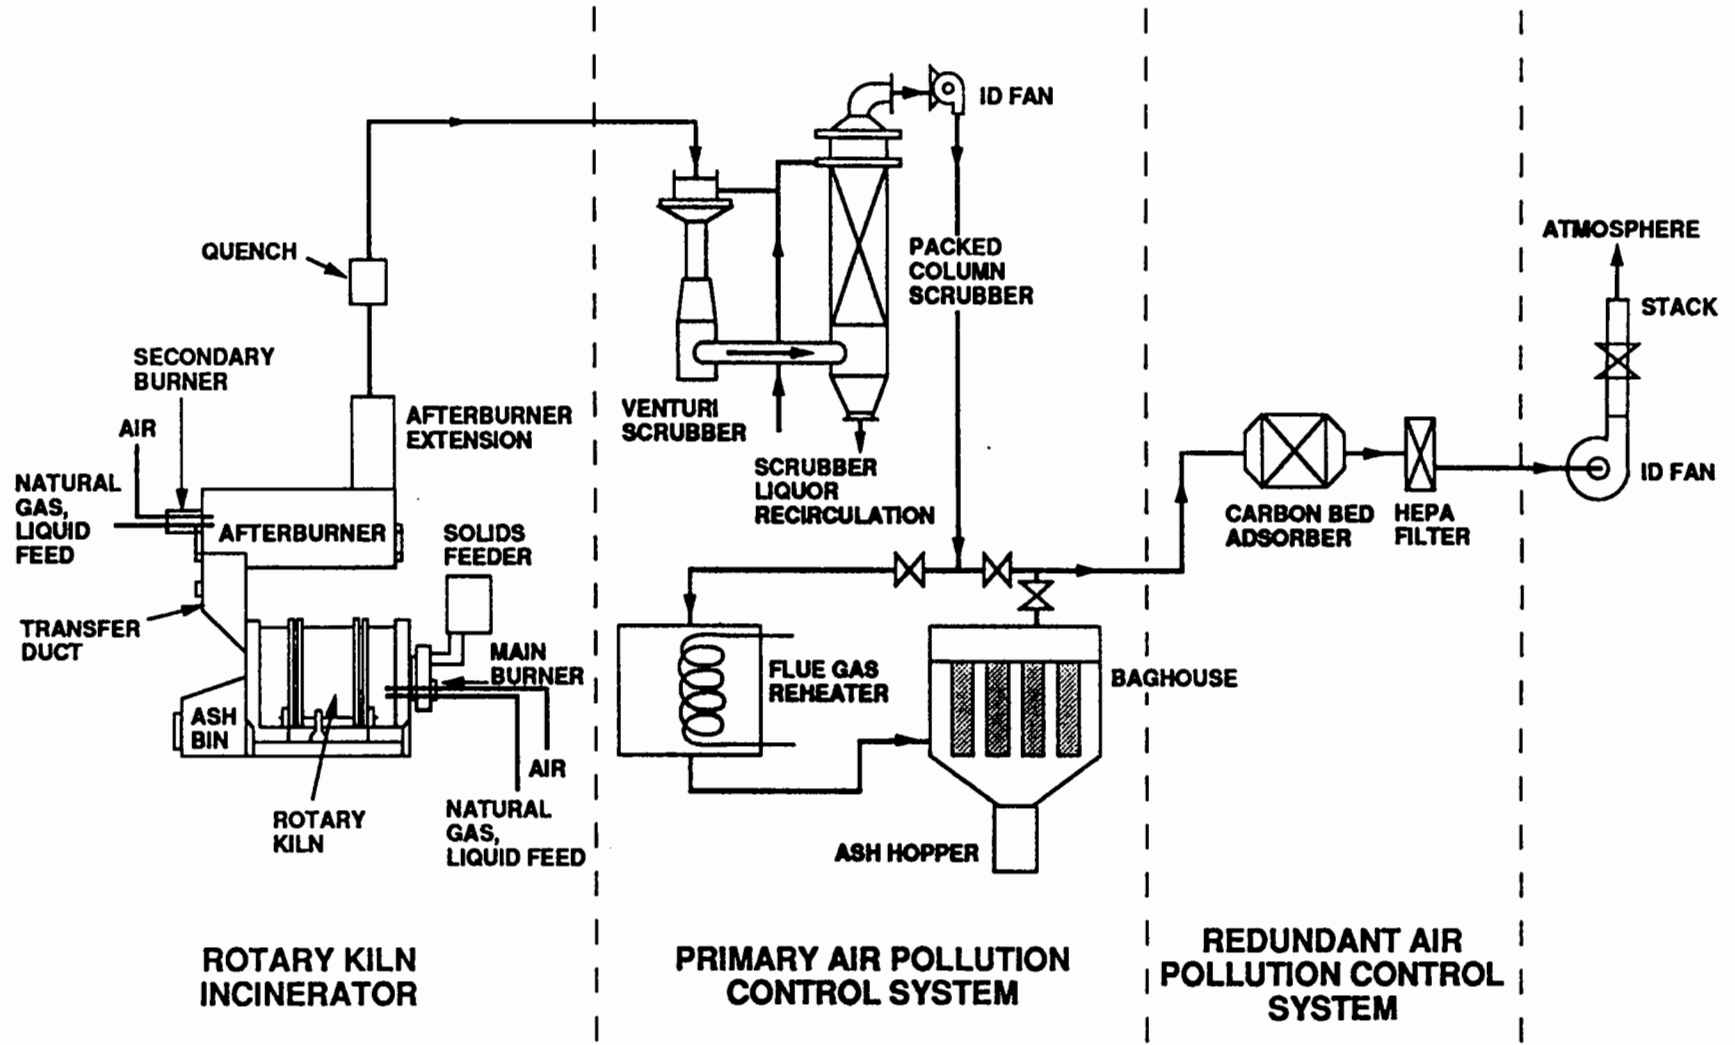 QUENCH
SECONDARY
BURNER
AIR
NATURAL
GAS,
LIQUID
FEED
AFTERBURNER
EXTENSION
AFTERBURNER
SOLIDS
FEEDER
TRANSFER
DUCT
MAIN
BURNER
ASH
BIN
AIR
ROTARY
KILN
NATURAL
GAS,
LIQUID FEED
ROTARY KILN
INCINERATOR
ID FAN
PACKED
COLUMN
SCRUBBER
VENTURI
SCRUBBER
SCRUBBER
LIQUOR
RECIRCULATION
FLUE GAS
REHEATER
BAGHOUSE
ASH HOPPER
PRIMARY AIR POLLUTION
CONTROL SYSTEM
CARBON BED
ADSORBER
HEPA
FILTER
REDUNDANT AIR
POLLUTION CONTROL
SYSTEM
ATMOSPHERE
STACK
ID FAN